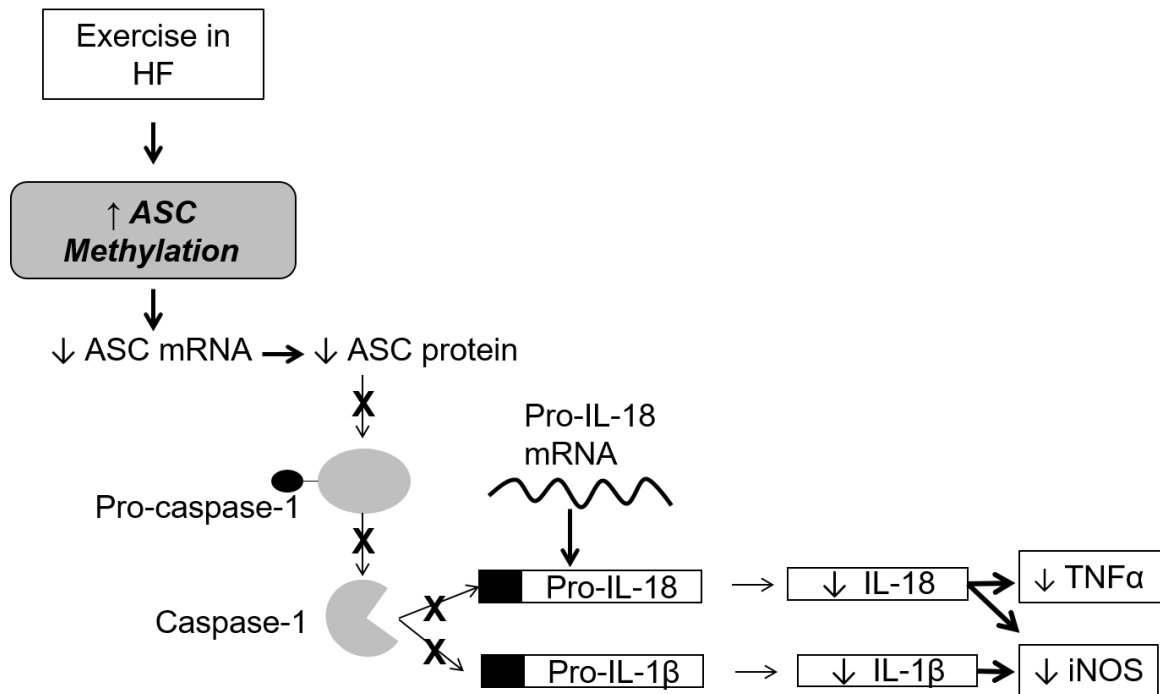 Exercise in
HF
↑ ASC
Methylation
↓ ASC mRNA
↓ ASC protein
X
Pro-IL-18
mRNA
Pro-caspase-1
X
Pro-IL-18
↓ IL-18
↓ TNFα
Caspase-1
X
X
Pro-IL-1β
↓ IL-1β
↓ iNOS